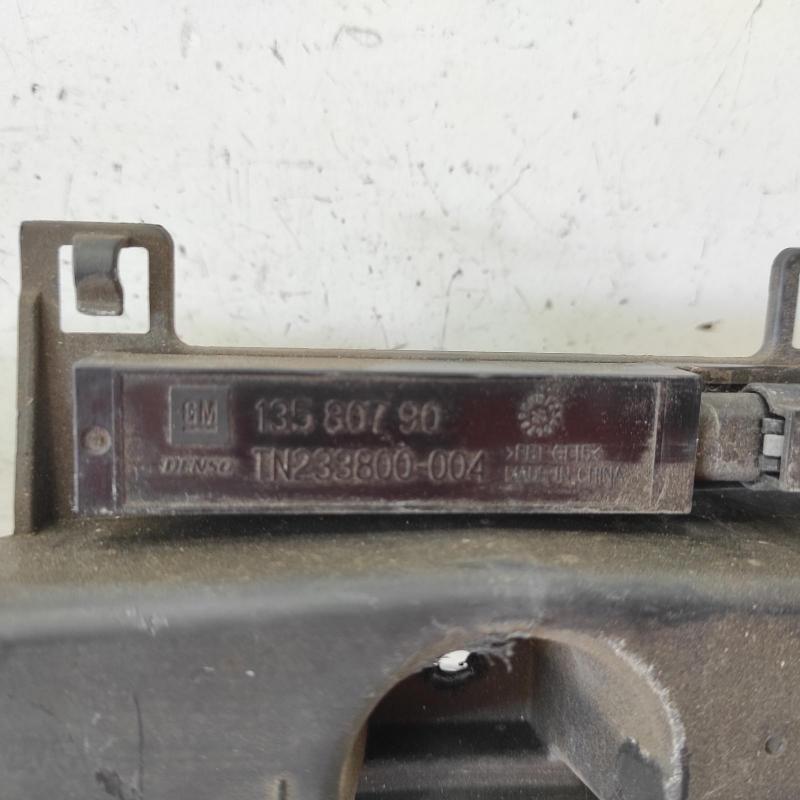 GM 135 807 90
DENSO TN233800-004 >PBT-GF15<
MADE IN CHINA